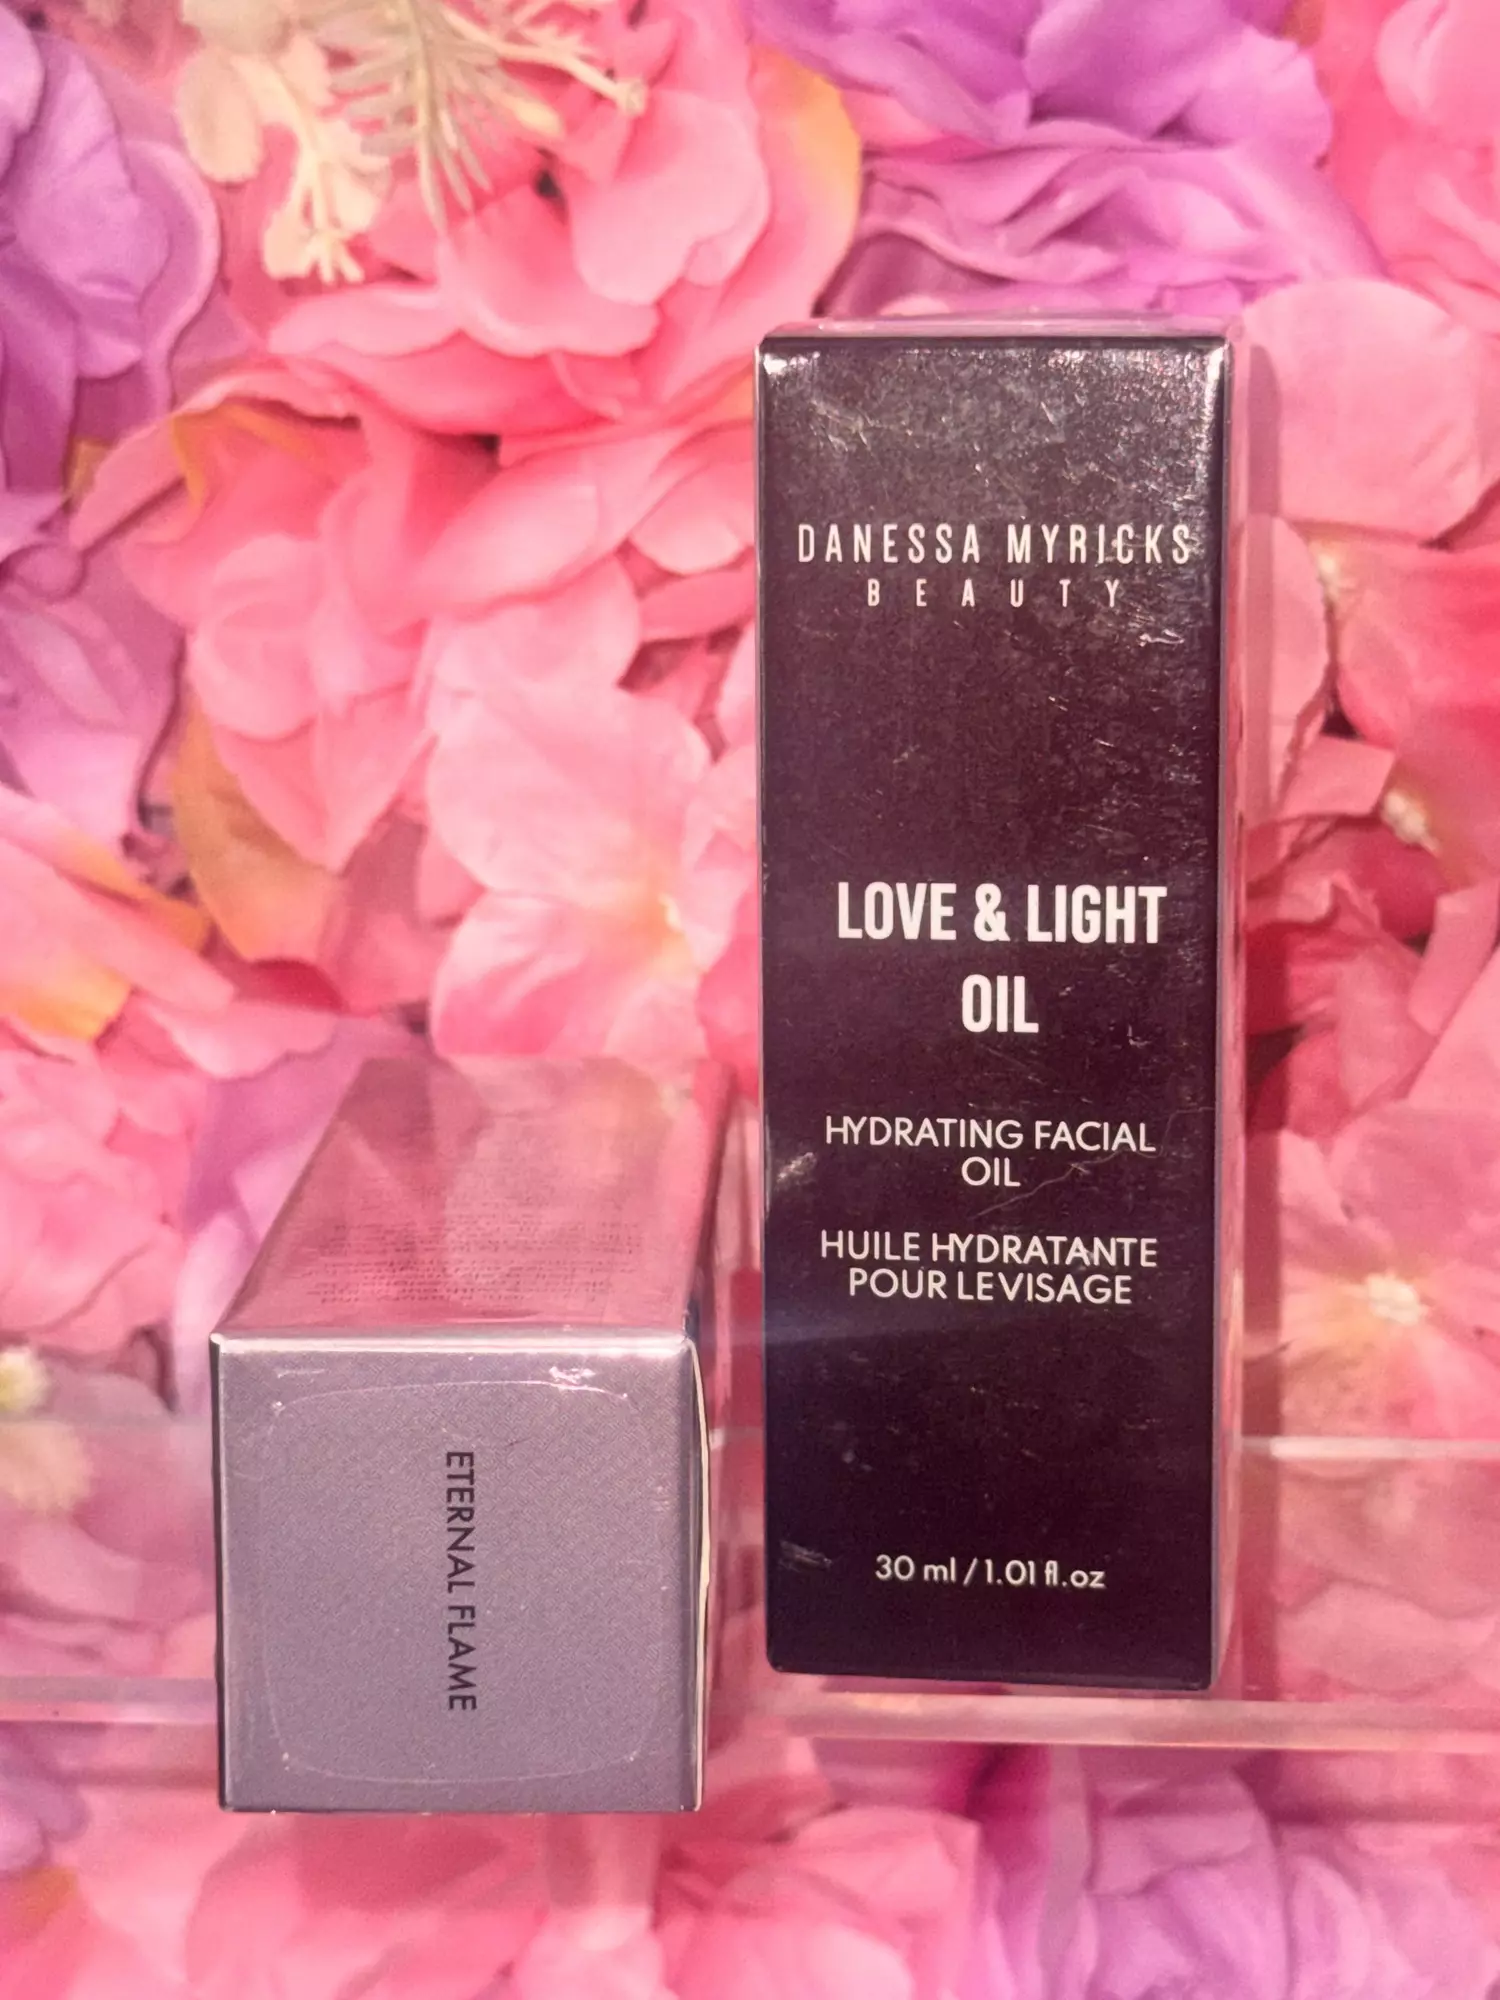 DANESSA MYRICKS
BEAUTY
LOVE & LIGHT
OIL
HYDRATING FACIAL
OIL
HUILE HYDRATANTE
POUR LE VISAGE
30 ml / 1.01 fl.oz
ETERNAL FLAME